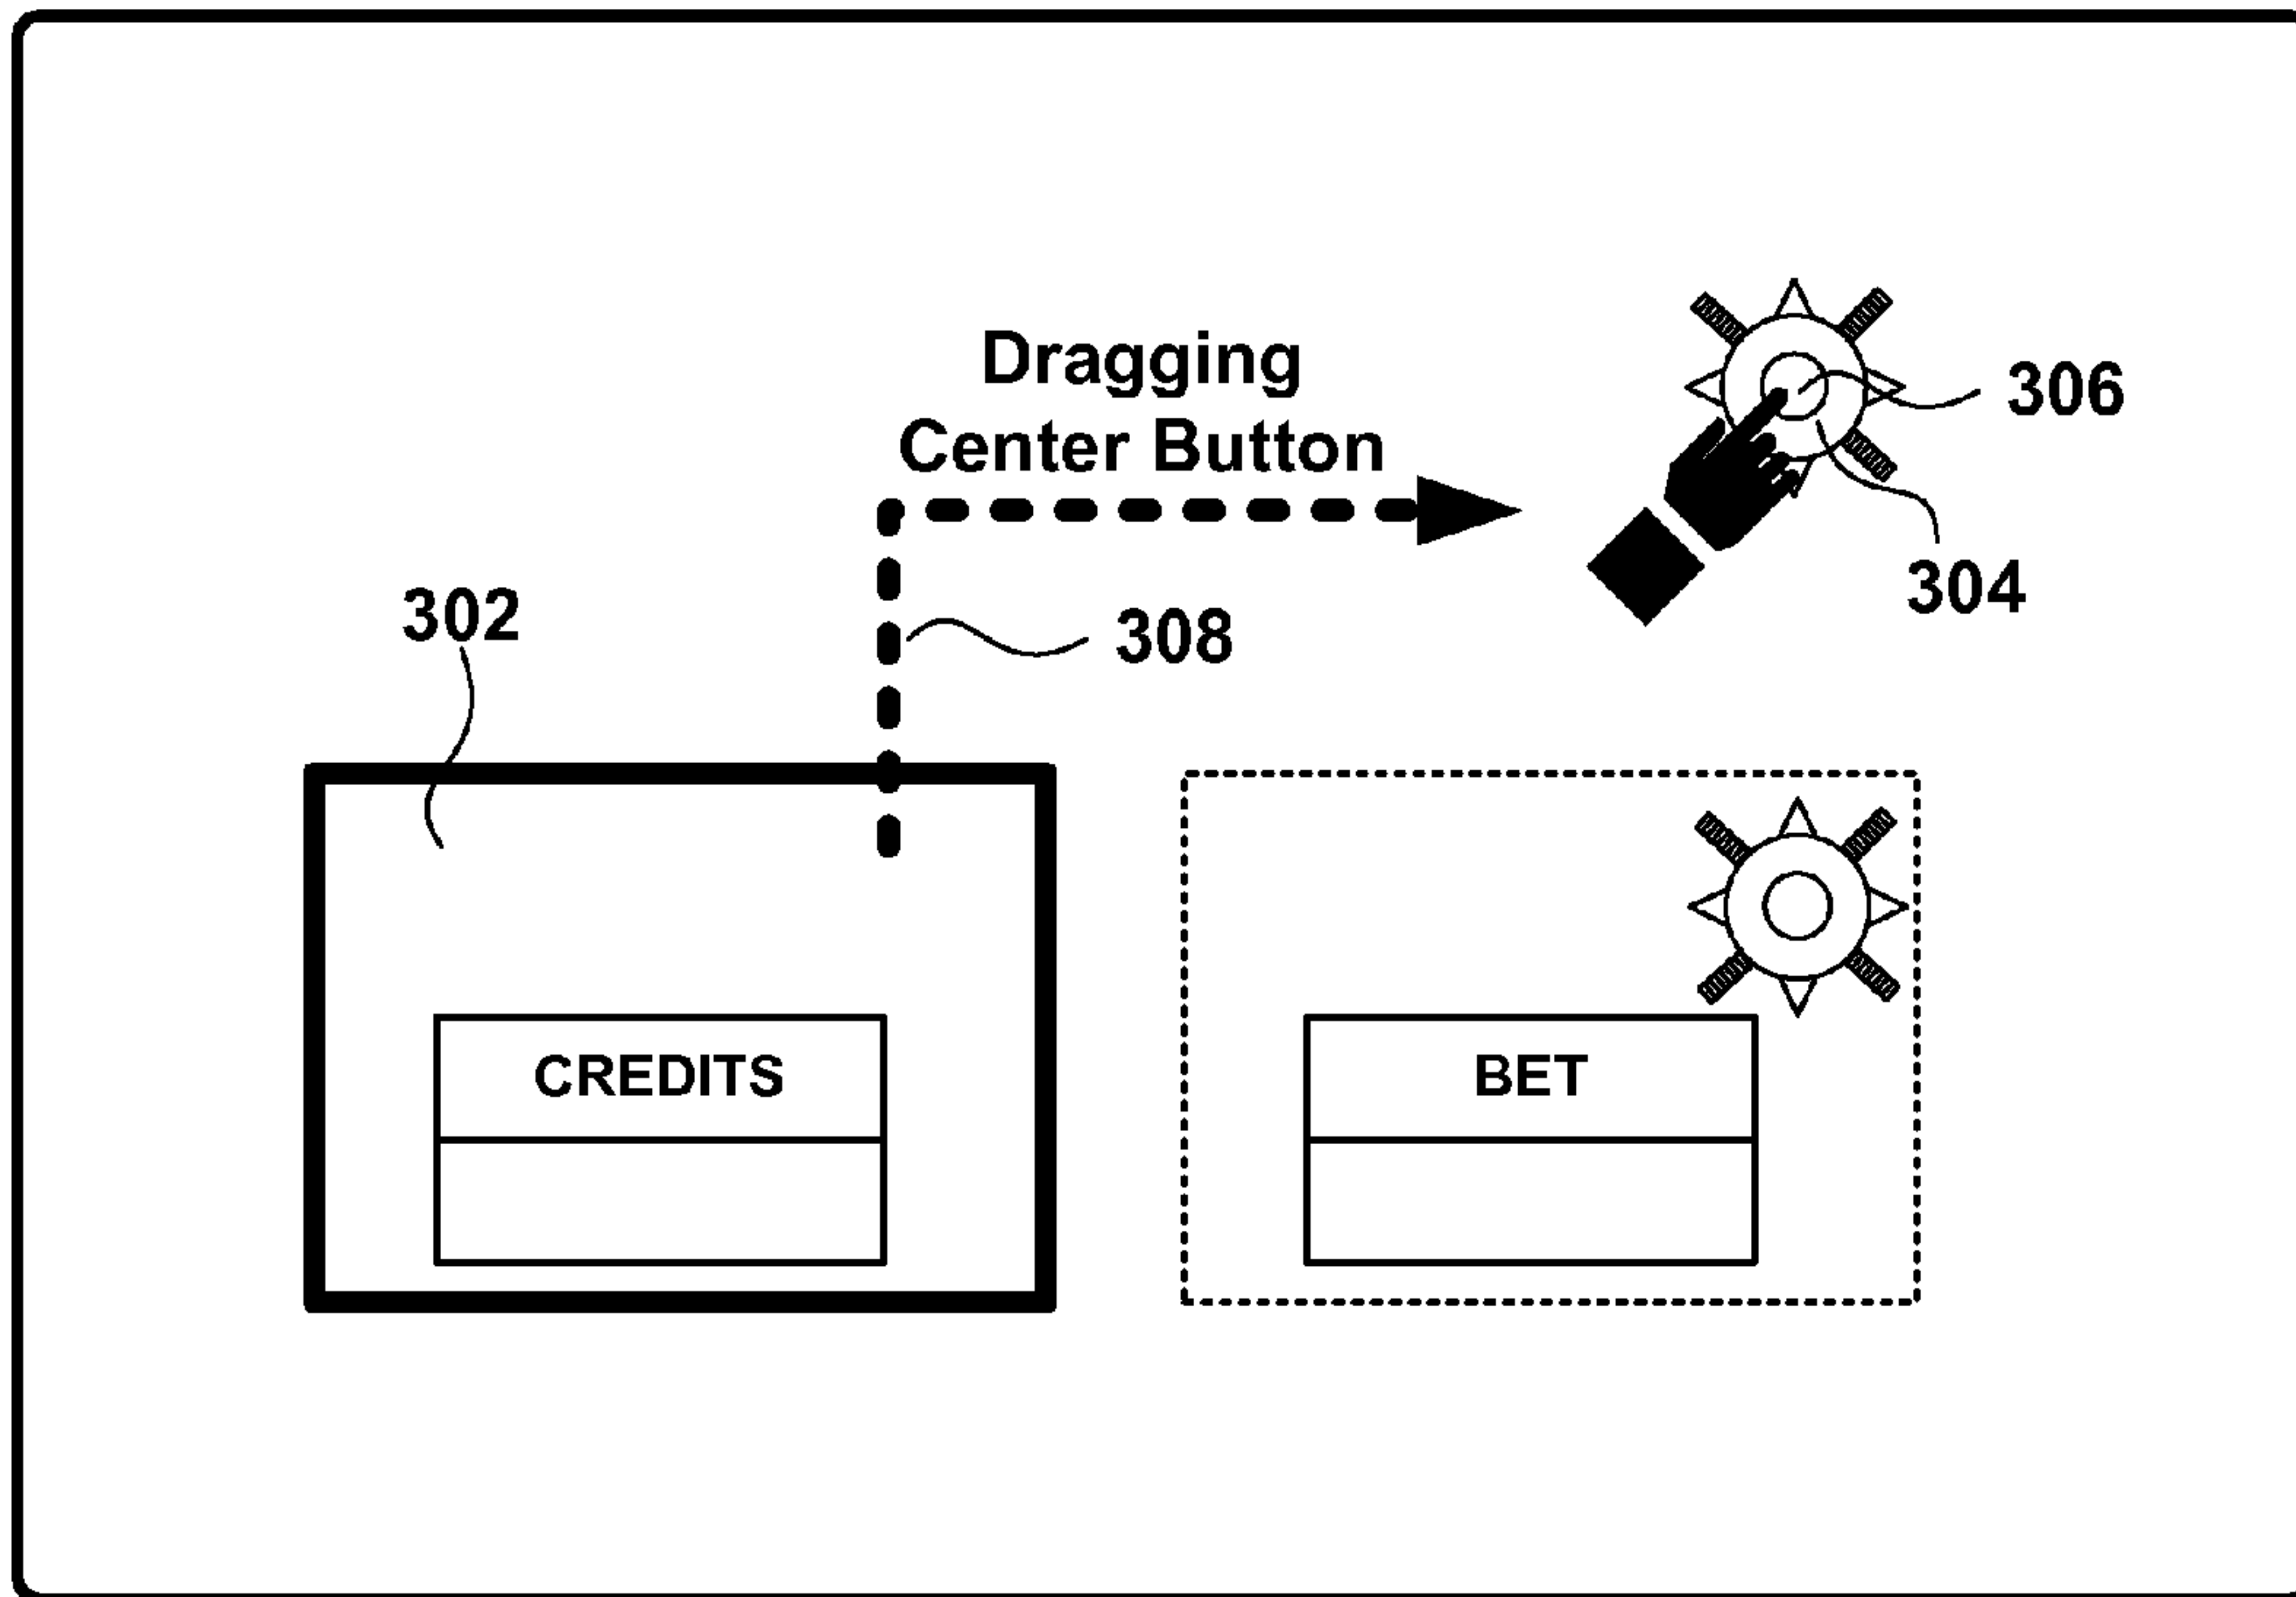 Dragging
Center Button
306
304
302
308
CREDITS
BET